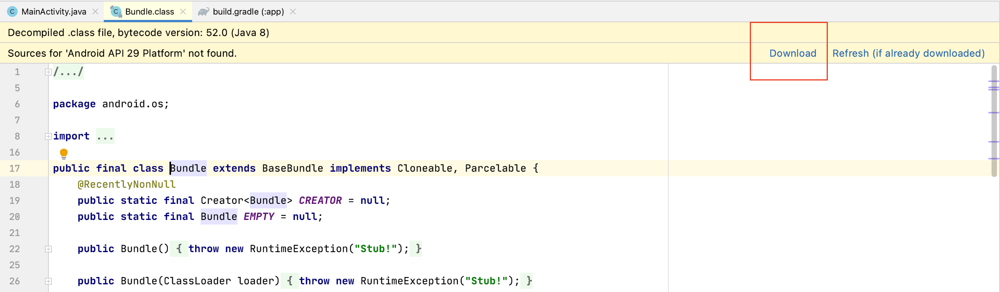 MainActivity.java Bundle.class build.gradle (:app)
Decompiled .class file, bytecode version: 52.0 (Java 8)
Sources for 'Android API 29 Platform' not found. Download Refresh (if already downloaded)
1 /.../
5
6 package android.os;
7
8 import ...
16
17 public final class Bundle extends BaseBundle implements Cloneable, Parcelable {
18 @RecentlyNonNull
19 public static final Creator<Bundle> CREATOR = null;
20 public static final Bundle EMPTY = null;
21
22 public Bundle() { throw new RuntimeException("Stub!"); }
25
26 public Bundle(ClassLoader loader) { throw new RuntimeException("Stub!"); }